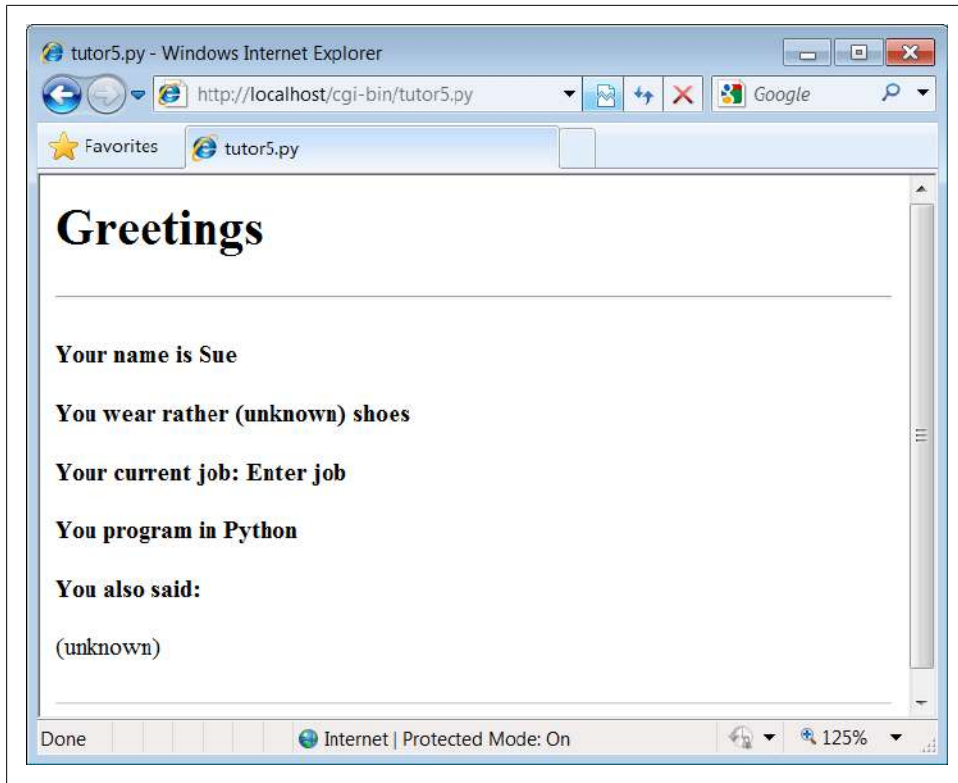 tutor5.py - Windows Internet Explorer
http://localhost/cgi-bin/tutor5.py
Google
Favorites
tutor5.py
Greetings
Your name is Sue
You wear rather (unknown) shoes
Your current job: Enter job
You program in Python
You also said:
(unknown)
Done
Internet | Protected Mode: On
125%